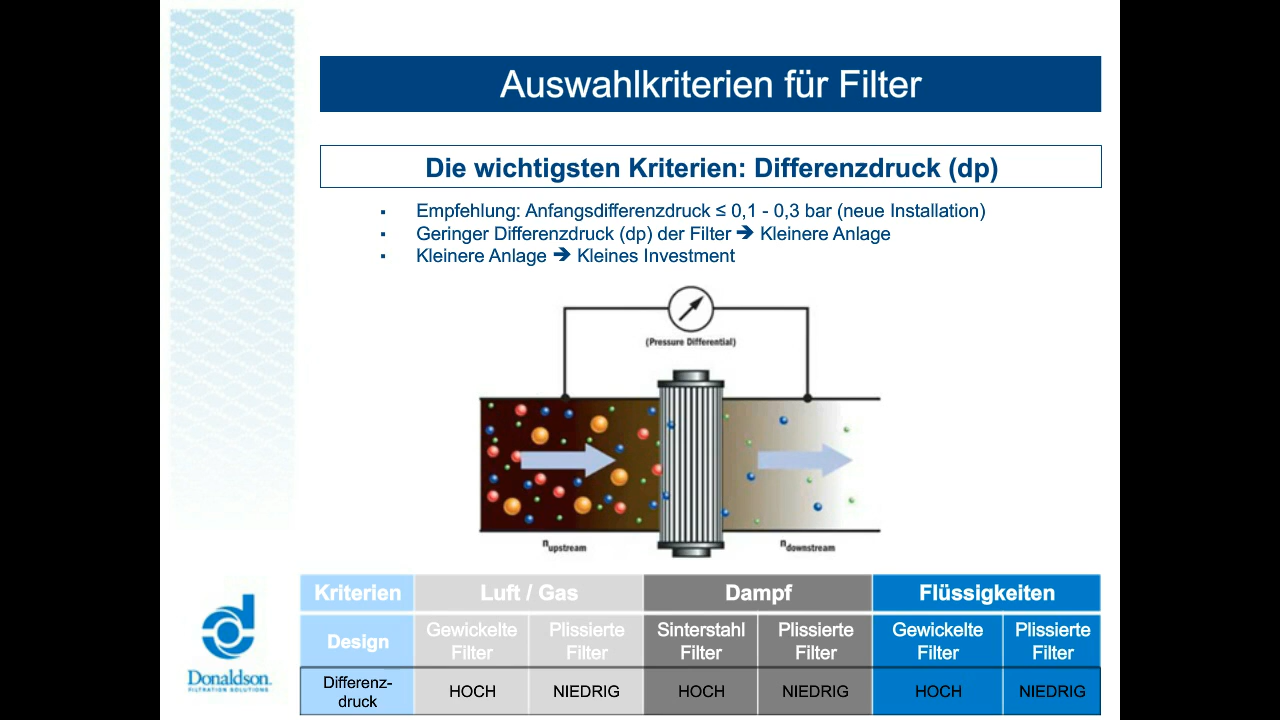 Auswahlkriterien für Filter
Die wichtigsten Kriterien: Differenzdruck (dp)
▪ Empfehlung: Anfangsdifferenzdruck ≤ 0,1 - 0,3 bar (neue Installation)
▪ Geringer Differenzdruck (dp) der Filter ➔ Kleinere Anlage
▪ Kleinere Anlage ➔ Kleines Investment
(Pressure Differential)
nupstream
ndownstream
Kriterien Luft / Gas Dampf Flüssigkeiten
Design Gewickelte Filter Plissierte Filter Sinterstahl Filter Plissierte Filter Gewickelte Filter Plissierte Filter
Differenz-
druck HOCH NIEDRIG HOCH NIEDRIG HOCH NIEDRIG
Donaldson.
FILTRATION SOLUTIONS